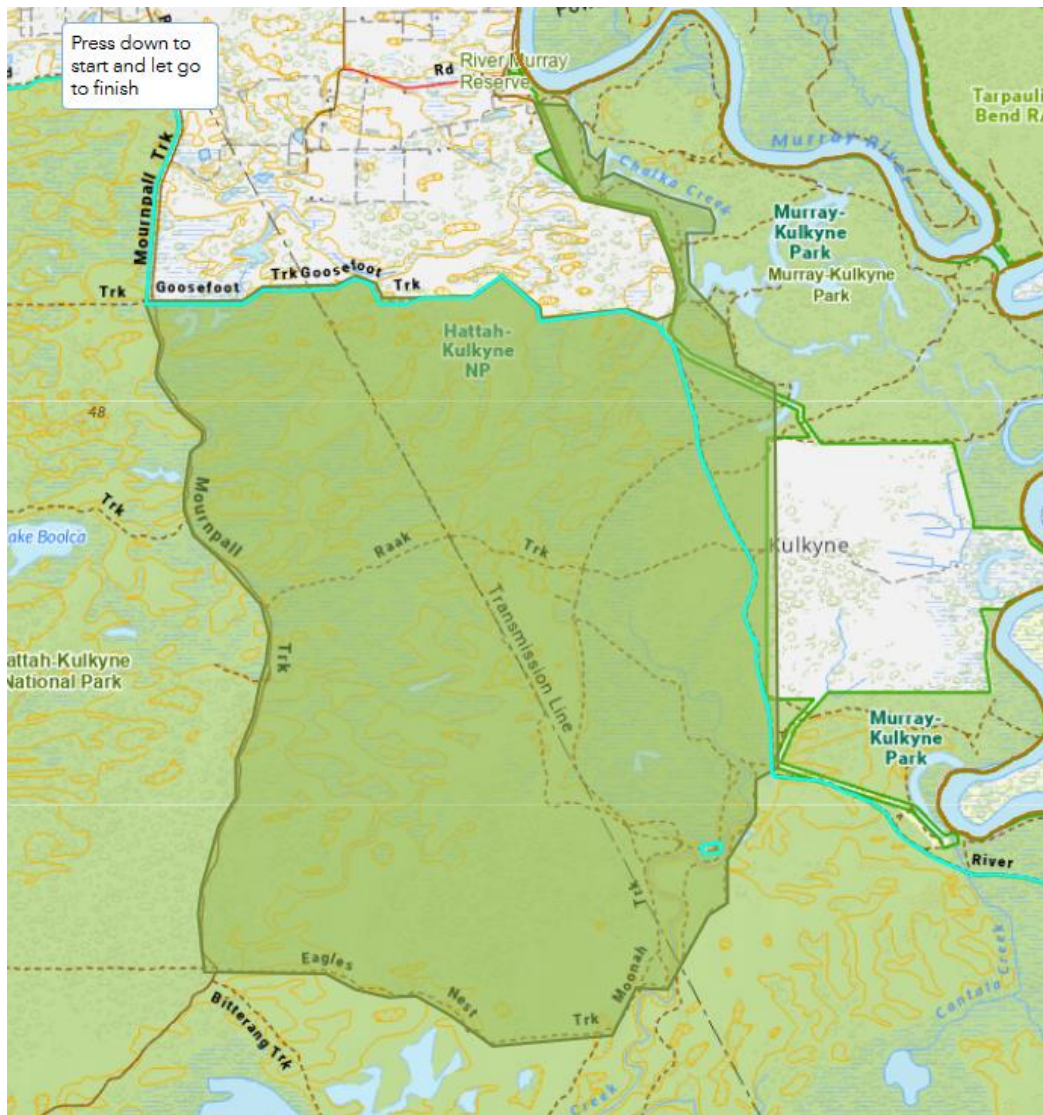 Press down to
start and let go
to finish
Rd
River Murray
Reserve
Tarpauli
Bend RA
Murray River
Chalka Creek
Mournpall Trk
Murray-
Kulkyne
Park
Murray-Kulkyne
Park
Trk
Goosefoot
Trk
Goosefoot
Trk
Hattah-
Kulkyne
NP
48
Mournpall
Trk
ake Boolca
Raak
Trk
Kulkyne
Transmission Line
Trk
attah-Kulkyne
National Park
Murray-
Kulkyne
Park
River
Trk
Eagles
Nest
Moonah
Trk
Bitterang Trk
Cantala Creek
Creek